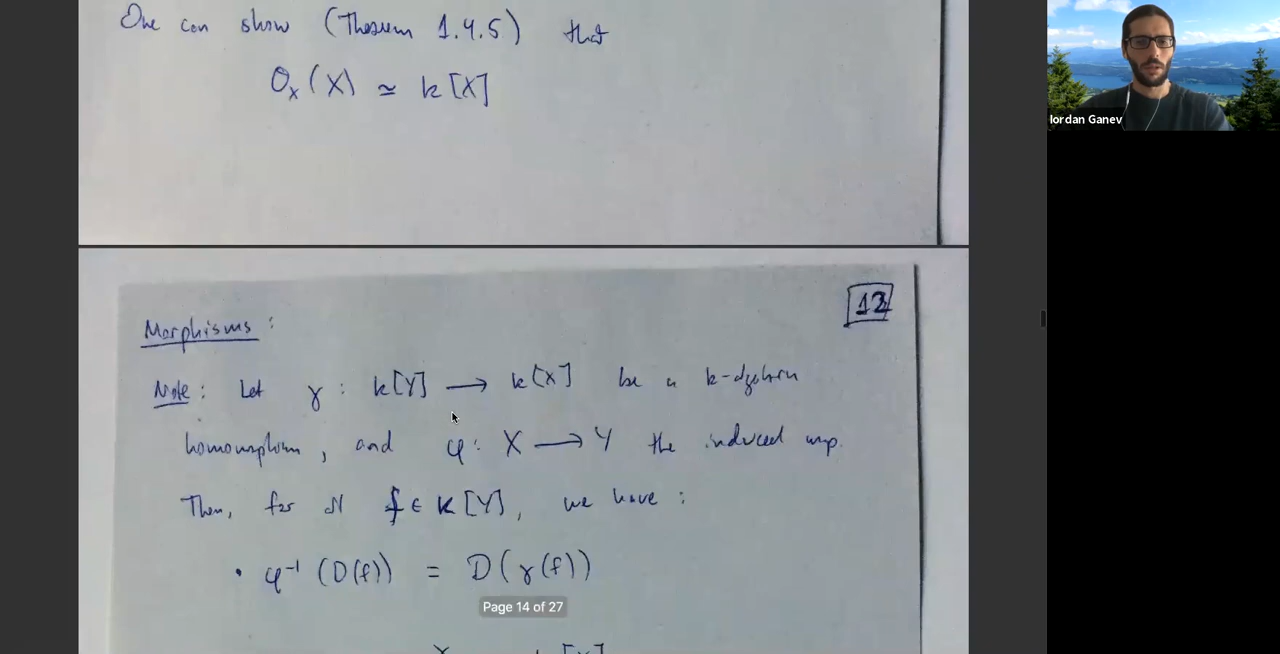 One can show (Theorem 1.4.5) that
O_X(X) ≃ k[X]
12
Morphisms:
Note: Let γ: k[Y] ⟶ k[X] be a k-algebra
homomorphism, and φ: X ⟶ Y the induced map.
Then, for all f ∈ k[Y], we have:
• φ⁻¹(D(f)) = D(γ(f))
Page 14 of 27
Iordan Ganev